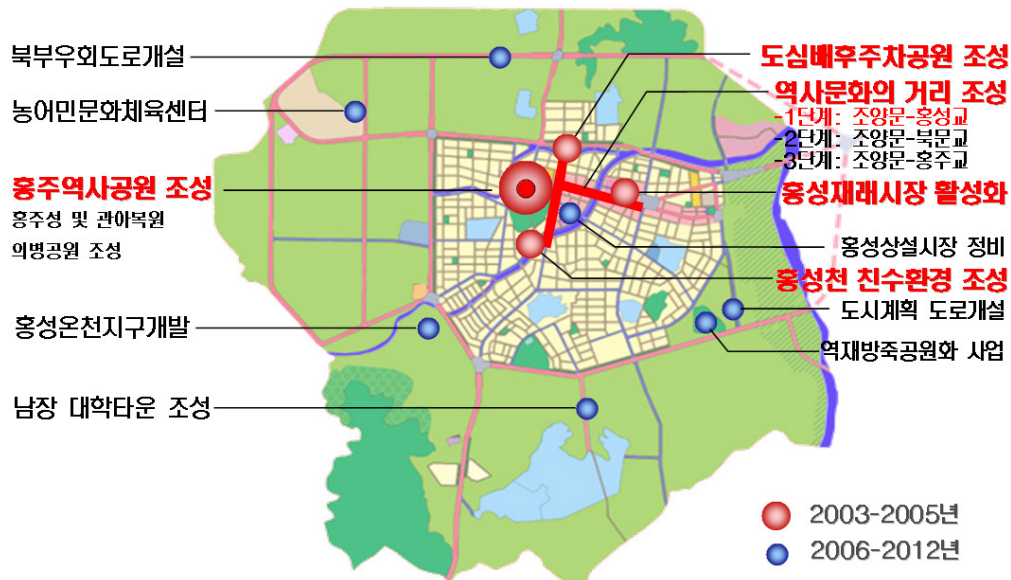 북부우회도로개설
농어민문화체육센터
홍주역사공원 조성
홍주성 및 관아복원
의병공원 조성
홍성온천지구개발
남장 대학타운 조성
도심배후주차공원 조성
역사문화의 거리 조성
-1단계: 조양문-홍성교
-2단계: 조양문-북문교
-3단계: 조양문-홍주교
홍성재래시장 활성화
홍성상설시장 정비
홍성천 친수환경 조성
도시계획 도로개설
역재방죽공원화 사업
2003-2005년
2006-2012년